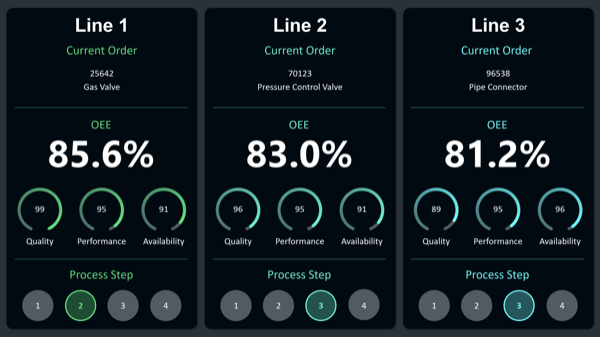 Line 1
Current Order
25642
Gas Valve
OEE
85.6%
99
95
91
Quality
Performance
Availability
Process Step
1
2
3
4
Line 2
Current Order
70123
Pressure Control Valve
OEE
83.0%
96
95
91
Quality
Performance
Availability
Process Step
1
2
3
4
Line 3
Current Order
96538
Pipe Connector
OEE
81.2%
89
95
96
Quality
Performance
Availability
Process Step
1
2
3
4